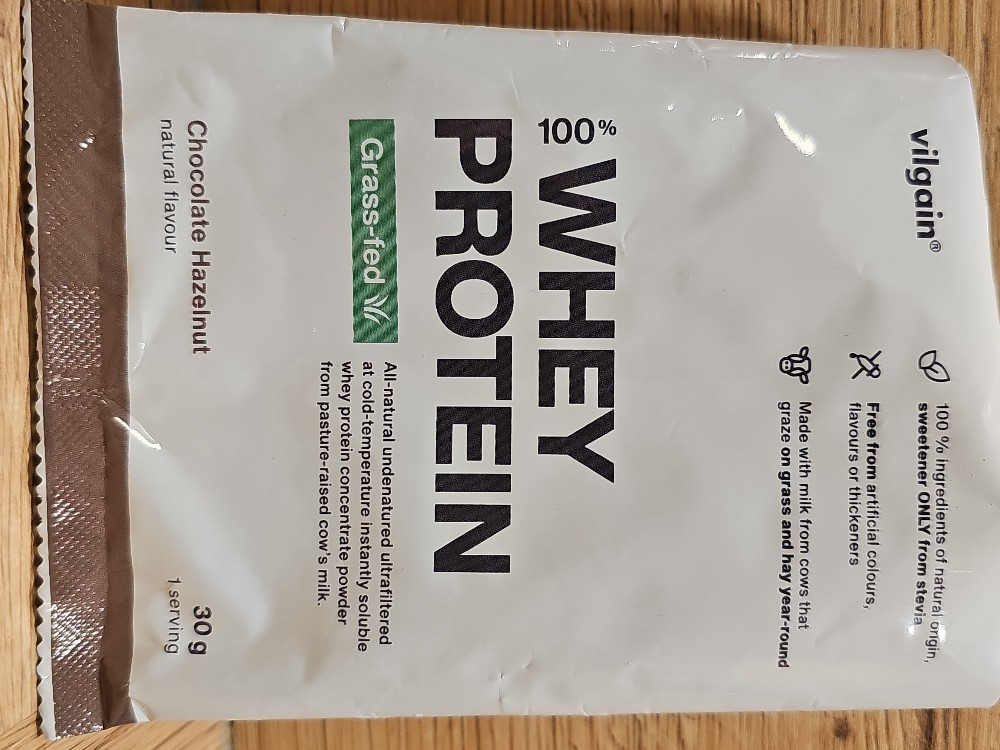 vilgain®
100 % ingredients of natural origin,
sweetener ONLY from stevia
Free from artificial colours,
flavours or thickeners
Made with milk from cows that
graze on grass and hay year-round
100% WHEY
PROTEIN
Grass-fed
All-natural undenatured ultrafiltered
at cold-temperature instantly soluble
whey protein concentrate powder
from pasture-raised cow's milk.
Chocolate Hazelnut
natural flavour
30 g
1 serving